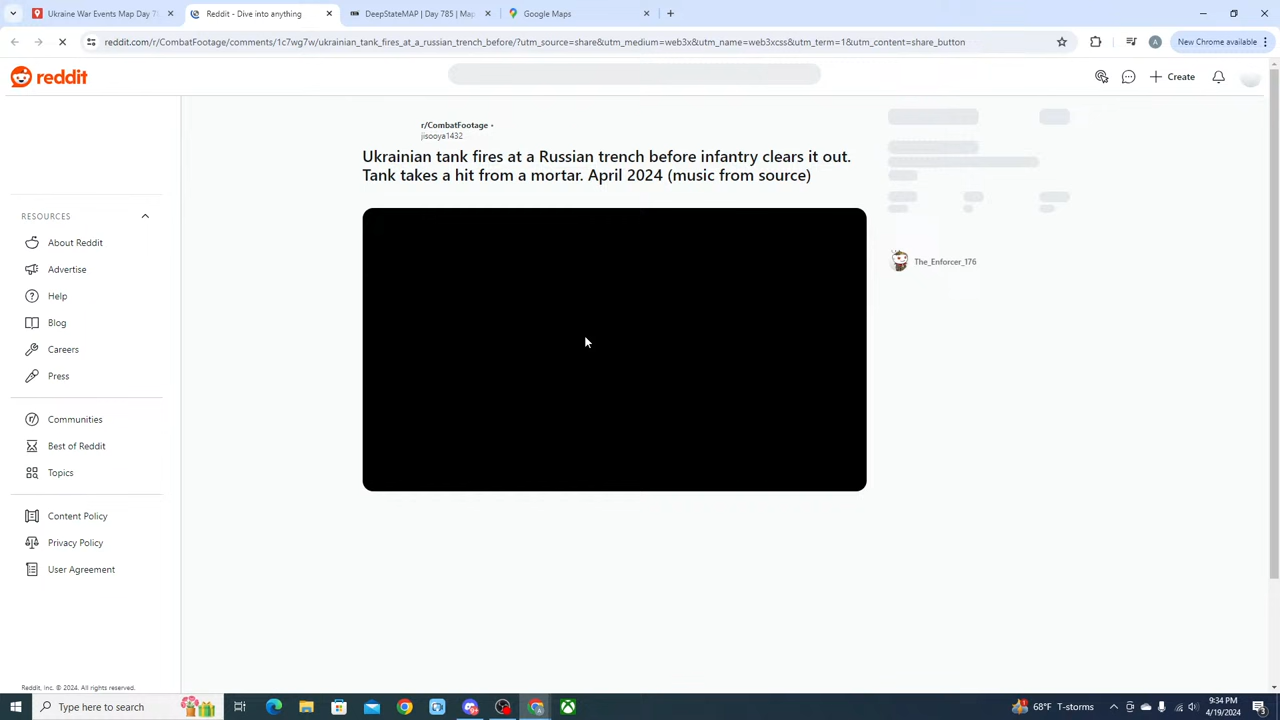 Ukraine War Events Map Day 7
Reddit - Dive into anything
DeepStateMAP | Day 785 | Map
Google Maps
reddit.com/r/CombatFootage/comments/1c7wg7w/ukrainian_tank_fires_at_a_russian_trench_before/?utm_source=share&utm_medium=web3x&utm_name=web3xcss&utm_term=1&utm_content=share_button
A
New Chrome available
reddit
Create
r/CombatFootage •
jisooya1432
Ukrainian tank fires at a Russian trench before infantry clears it out.
Tank takes a hit from a mortar. April 2024 (music from source)
The_Enforcer_176
RESOURCES
About Reddit
Advertise
Help
Blog
Careers
Press
Communities
Best of Reddit
Topics
Content Policy
Privacy Policy
User Agreement
Reddit, Inc. © 2024. All rights reserved.
Type here to search
68°F T-storms
9:34 PM
4/19/2024